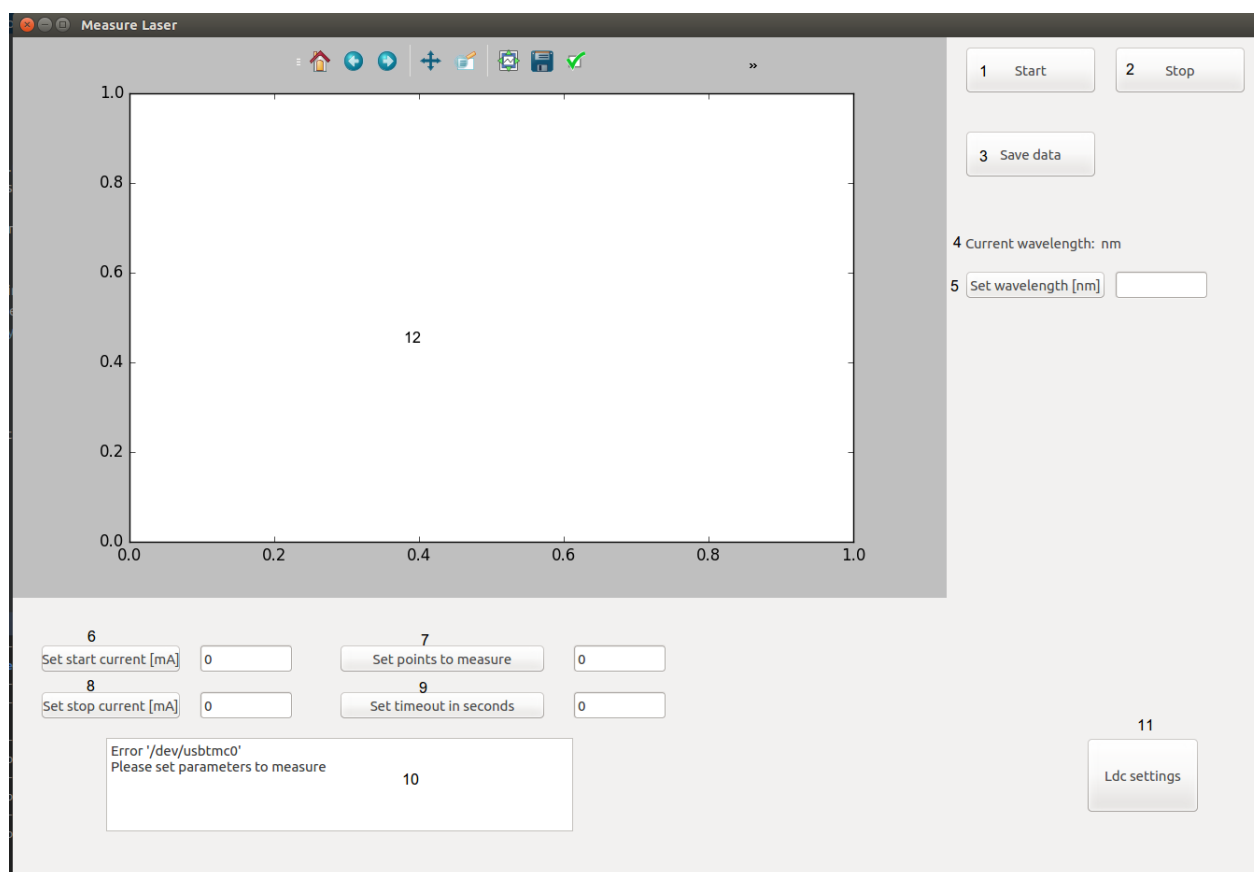 Measure Laser
»
1 Start
2 Stop
3 Save data
4 Current wavelength: nm
5 Set wavelength [nm]
1.0
0.8
0.6
12
0.4
0.2
0.0
0.0 0.2 0.4 0.6 0.8 1.0
6
7
Set start current [mA] 0
Set points to measure 0
8
9
Set stop current [mA] 0
Set timeout in seconds 0
Error '/dev/usbtmc0'
Please set parameters to measure
10
11
Ldc settings